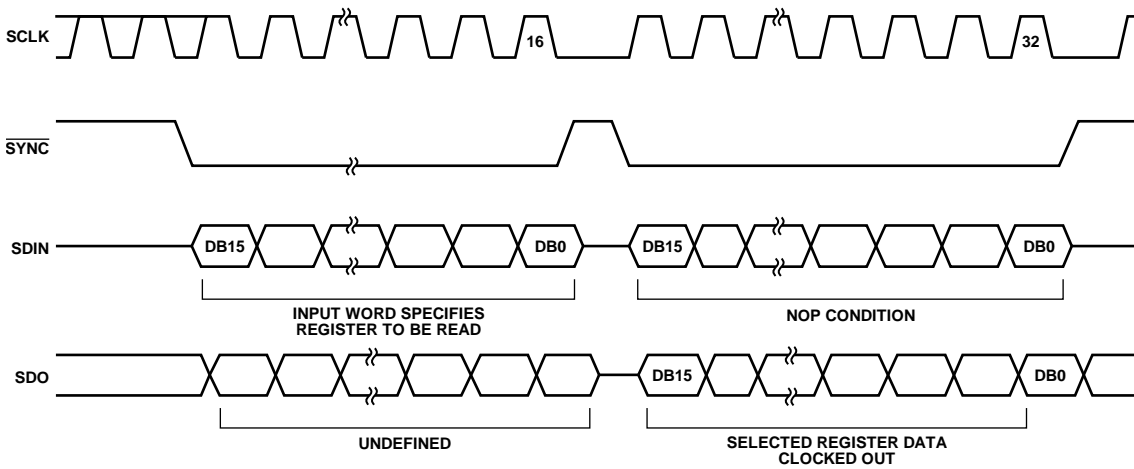 SCLK
16
32
SYNC
SDIN
DB15
DB0
DB15
DB0
INPUT WORD SPECIFIES
REGISTER TO BE READ
NOP CONDITION
SDO
DB15
DB0
UNDEFINED
SELECTED REGISTER DATA
CLOCKED OUT